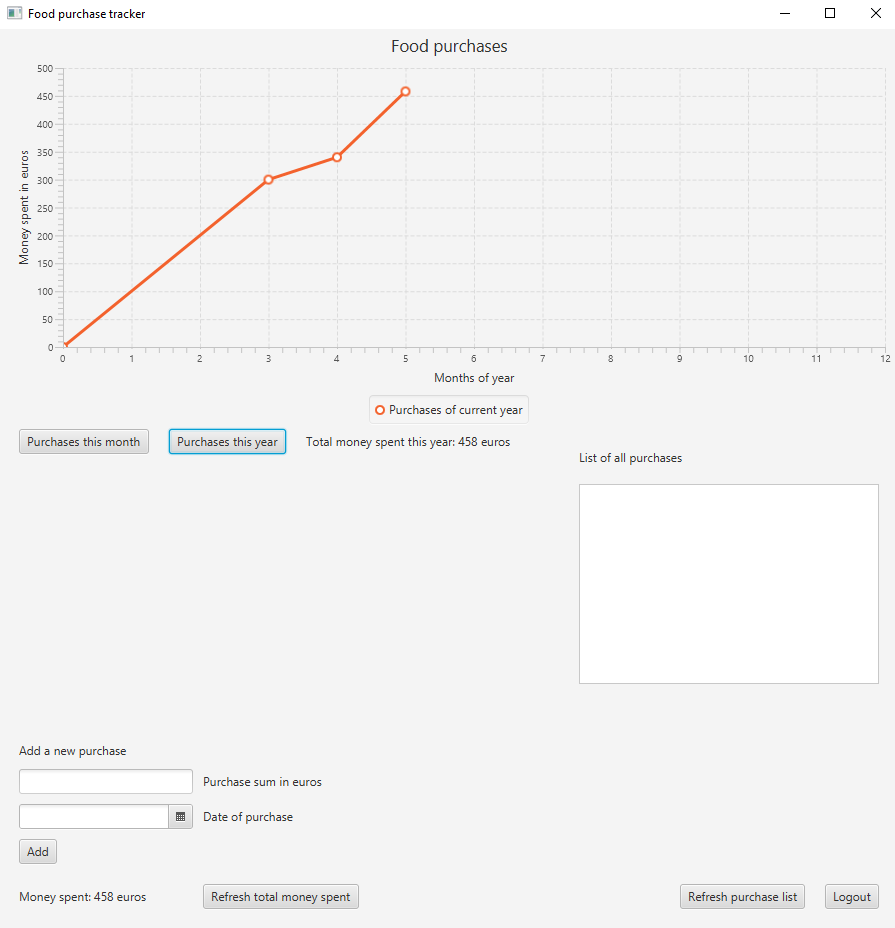 Food purchase tracker
Food purchases
500
450
400
350
300
250
200
150
100
50
0
Money spent in euros
0 1 2 3 4 5 6 7 8 9 10 11 12
Months of year
Purchases of current year
Purchases this month Purchases this year Total money spent this year: 458 euros
List of all purchases
Add a new purchase
Purchase sum in euros
Date of purchase
Add
Money spent: 458 euros Refresh total money spent Refresh purchase list Logout